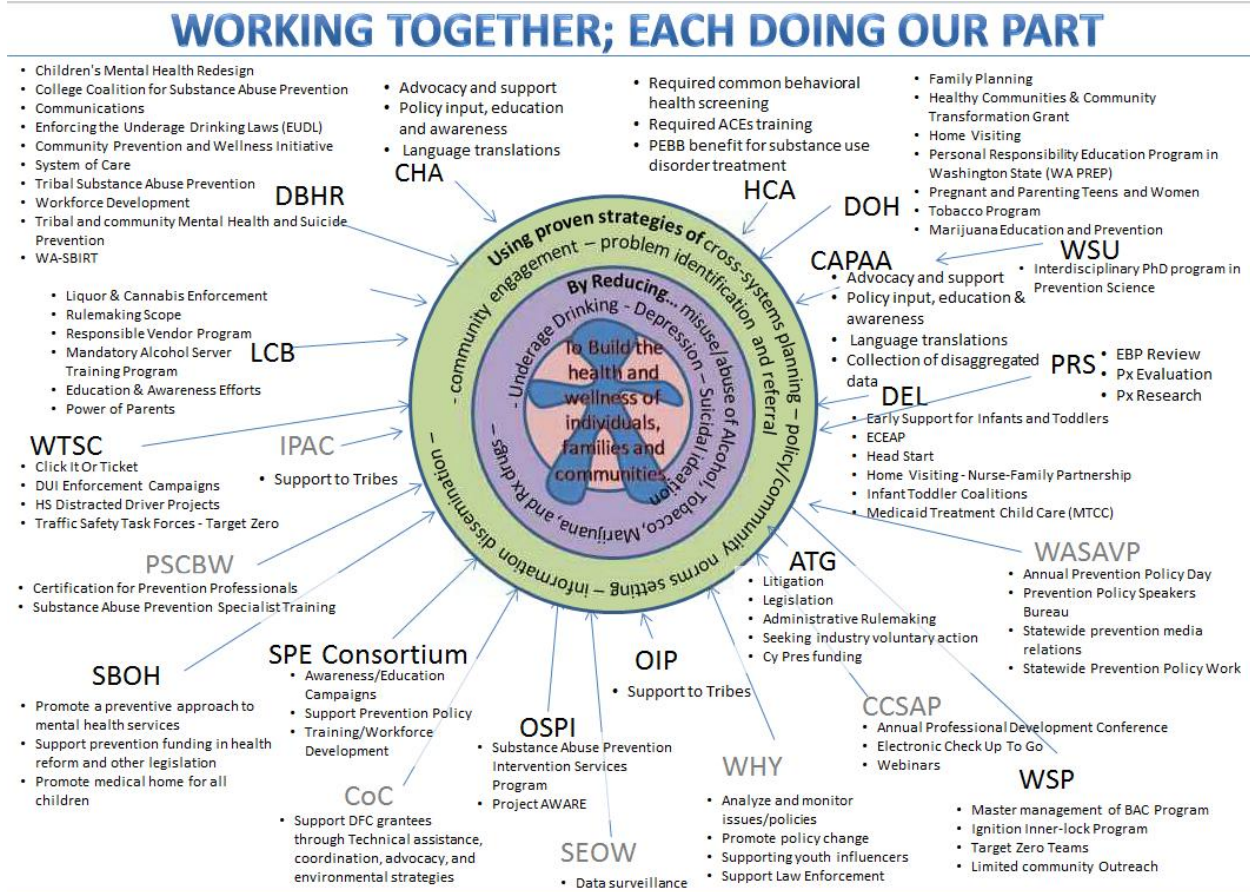 WORKING TOGETHER; EACH DOING OUR PART
• Children's Mental Health Redesign
• College Coalition for Substance Abuse Prevention
• Communications
• Enforcing the Underage Drinking Laws (EUDL)
• Community Prevention and Wellness Initiative
• System of Care
• Tribal Substance Abuse Prevention
• Workforce Development
• Tribal and community Mental Health and Suicide
Prevention
• WA-SBIRT
DBHR
• Advocacy and support
• Policy input, education
and awareness
• Language translations
CHA
• Required common behavioral
health screening
• Required ACEs training
• PEBB benefit for substance use
disorder treatment
HCA
• Family Planning
• Healthy Communities & Community
Transformation Grant
• Home Visiting
• Personal Responsibility Education Program in
Washington State (WA PREP)
• Pregnant and Parenting Teens and Women
• Tobacco Program
• Marijuana Education and Prevention
DOH
WSU
• Interdisciplinary PhD program in
Prevention Science
CAPAA
• Advocacy and support
• Policy input, education &
awareness
• Language translations
• Collection of disaggregated
data
PRS
• EBP Review
• Px Evaluation
• Px Research
• Liquor & Cannabis Enforcement
• Rulemaking Scope
• Responsible Vendor Program
• Mandatory Alcohol Server
Training Program
• Education & Awareness Efforts
• Power of Parents
LCB
Using proven strategies of cross-systems planning – policy/community norms setting – information dissemination –
- community engagement – problem identification and referral
By Reducing... misuse/abuse of Alcohol, Tobacco, Marijuana, and Rx drugs –
- Underage Drinking - Depression – Suicidal ideation
To Build the
health and
wellness of
individuals,
families and
communities.
DEL
• Early Support for Infants and Toddlers
• ECEAP
• Head Start
• Home Visiting - Nurse-Family Partnership
• Infant Toddler Coalitions
• Medicaid Treatment Child Care (MTCC)
WTSC
• Click It Or Ticket
• DUI Enforcement Campaigns
• HS Distracted Driver Projects
• Traffic Safety Task Forces - Target Zero
IPAC
• Support to Tribes
PSCBW
• Certification for Prevention Professionals
• Substance Abuse Prevention Specialist Training
ATG
• Litigation
• Legislation
• Administrative Rulemaking
• Seeking industry voluntary action
• Cy Pres funding
WASAVP
• Annual Prevention Policy Day
• Prevention Policy Speakers
Bureau
• Statewide prevention media
relations
• Statewide Prevention Policy Work
SBOH
• Promote a preventive approach to
mental health services
• Support prevention funding in health
reform and other legislation
• Promote medical home for all
children
SPE Consortium
• Awareness/Education
Campaigns
• Support Prevention Policy
• Training/Workforce
Development
OIP
• Support to Tribes
CCSAP
• Annual Professional Development Conference
• Electronic Check Up To Go
• Webinars
OSPI
• Substance Abuse Prevention
Intervention Services
Program
• Project AWARE
CoC
• Support DFC grantees
through Technical assistance,
coordination, advocacy, and
environmental strategies
SEOW
• Data surveillance
WHY
• Analyze and monitor
issues/policies
• Promote policy change
• Supporting youth influencers
• Support Law Enforcement
WSP
• Master management of BAC Program
• Ignition Inner-lock Program
• Target Zero Teams
• Limited community Outreach